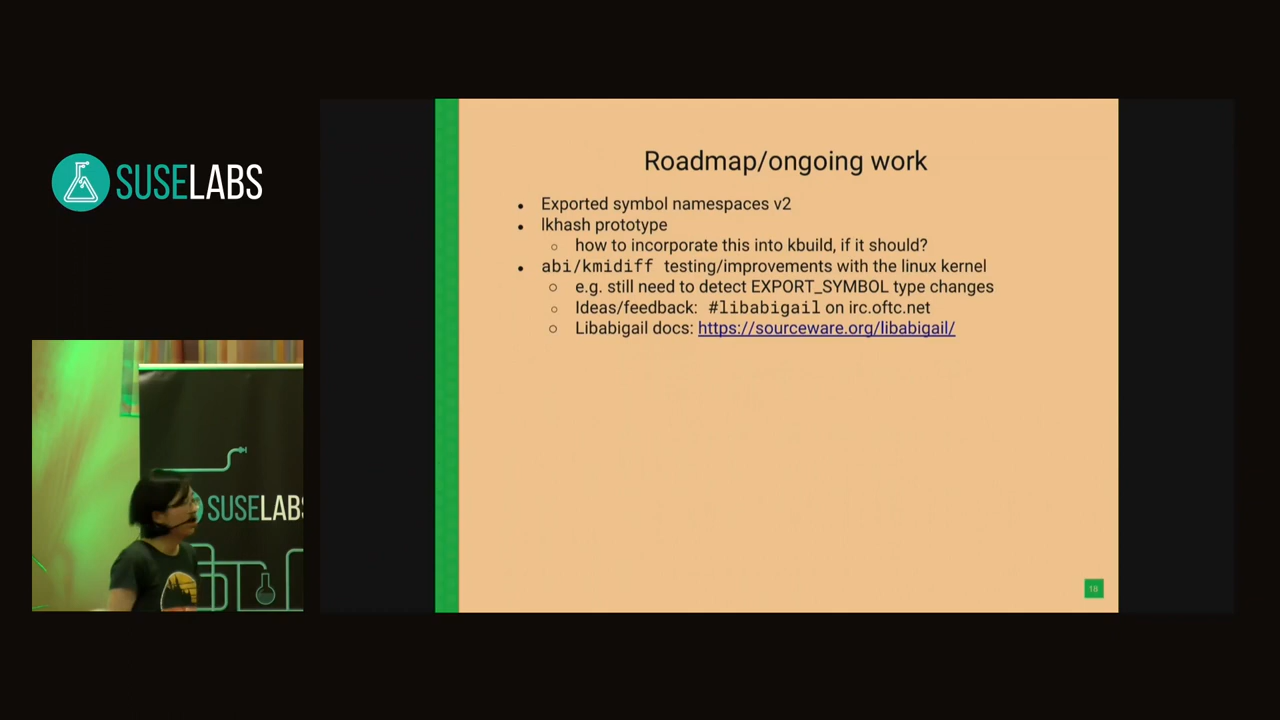 SUSELABS
Roadmap/ongoing work
• Exported symbol namespaces v2
• lkhash prototype
○ how to incorporate this into kbuild, if it should?
• abi/kmidiff testing/improvements with the linux kernel
○ e.g. still need to detect EXPORT_SYMBOL type changes
○ Ideas/feedback: #libabigail on irc.oftc.net
○ Libabigail docs: https://sourceware.org/libabigail/
SUSELABS
18